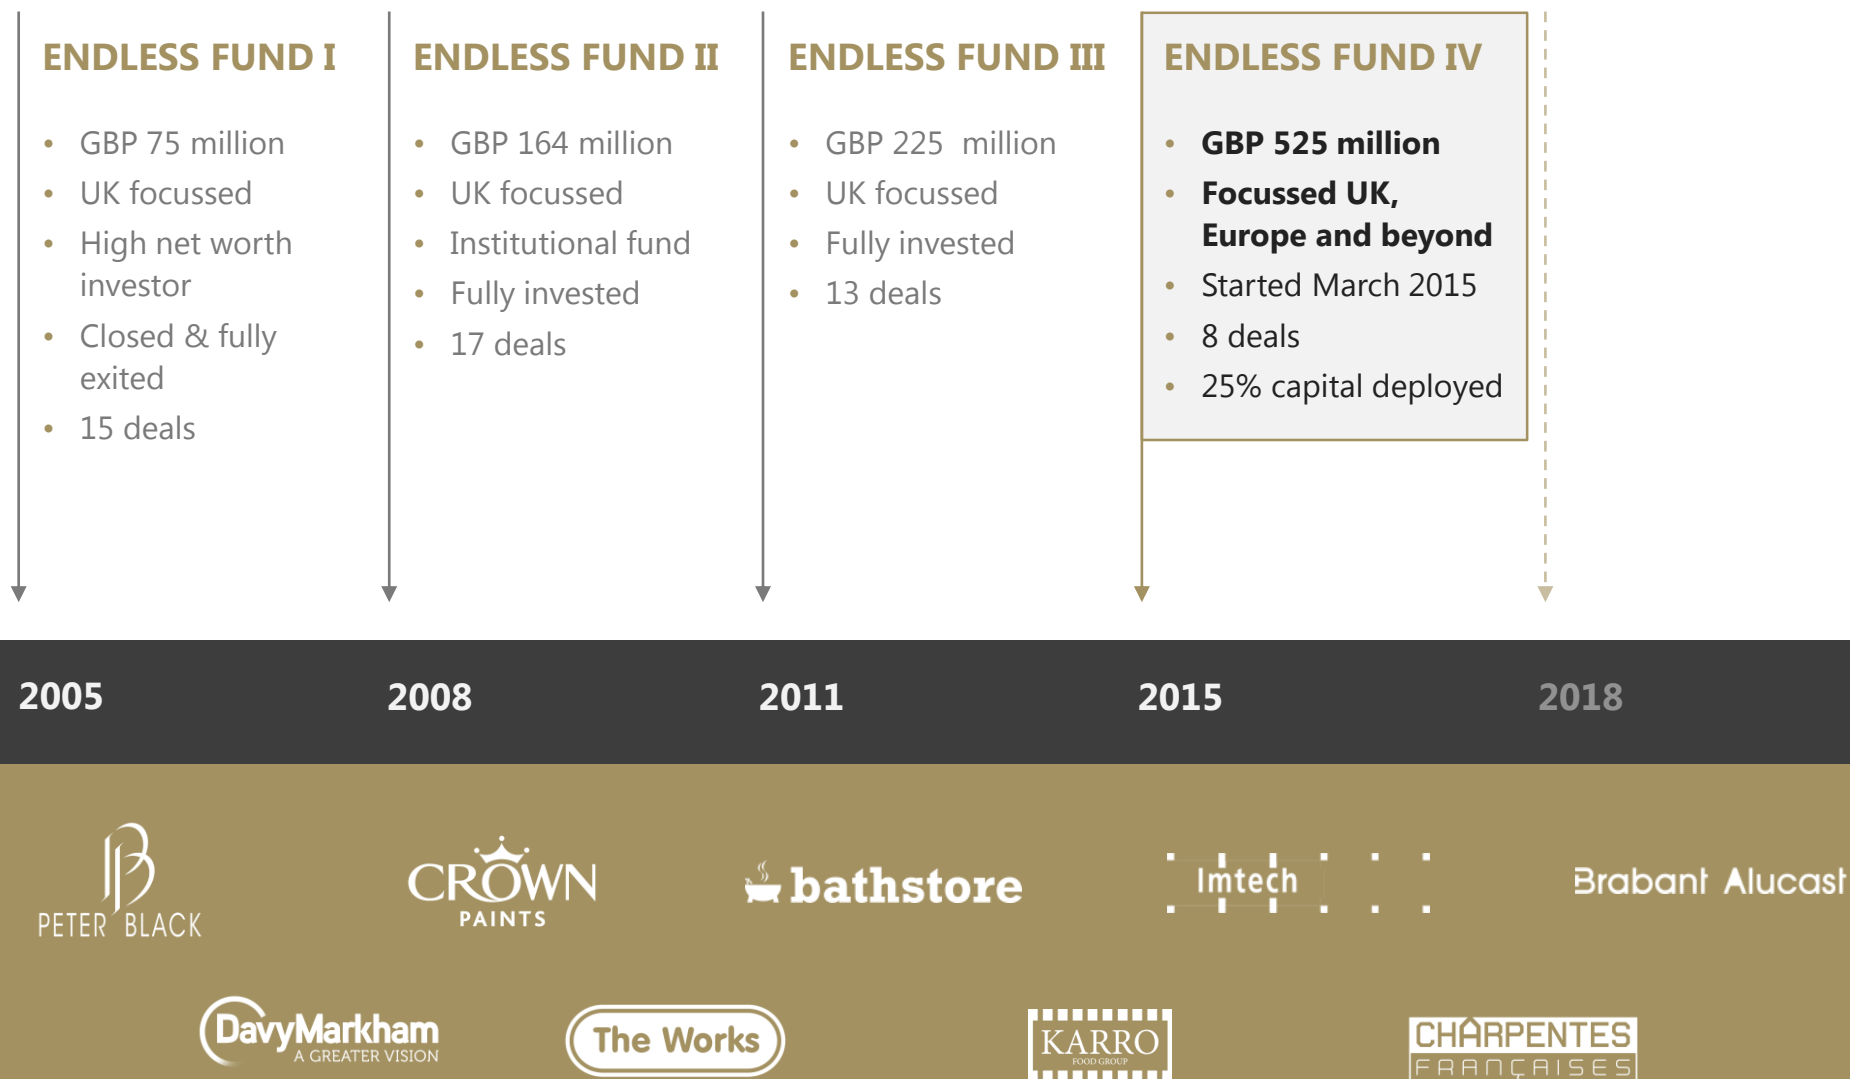 ENDLESS FUND I
• GBP 75 million
• UK focussed
• High net worth
investor
• Closed & fully
exited
• 15 deals
ENDLESS FUND II
• GBP 164 million
• UK focussed
• Institutional fund
• Fully invested
• 17 deals
ENDLESS FUND III
• GBP 225 million
• UK focussed
• Fully invested
• 13 deals
ENDLESS FUND IV
• GBP 525 million
• Focussed UK,
Europe and beyond
• Started March 2015
• 8 deals
• 25% capital deployed
2005
2008
2011
2015
2018
PETER BLACK
CROWN
PAINTS
bathstore
Imtech
Brabant Alucast
DavyMarkham
A GREATER VISION
The Works
KARRO
FOOD GROUP
CHARPENTES
FRANÇAISES